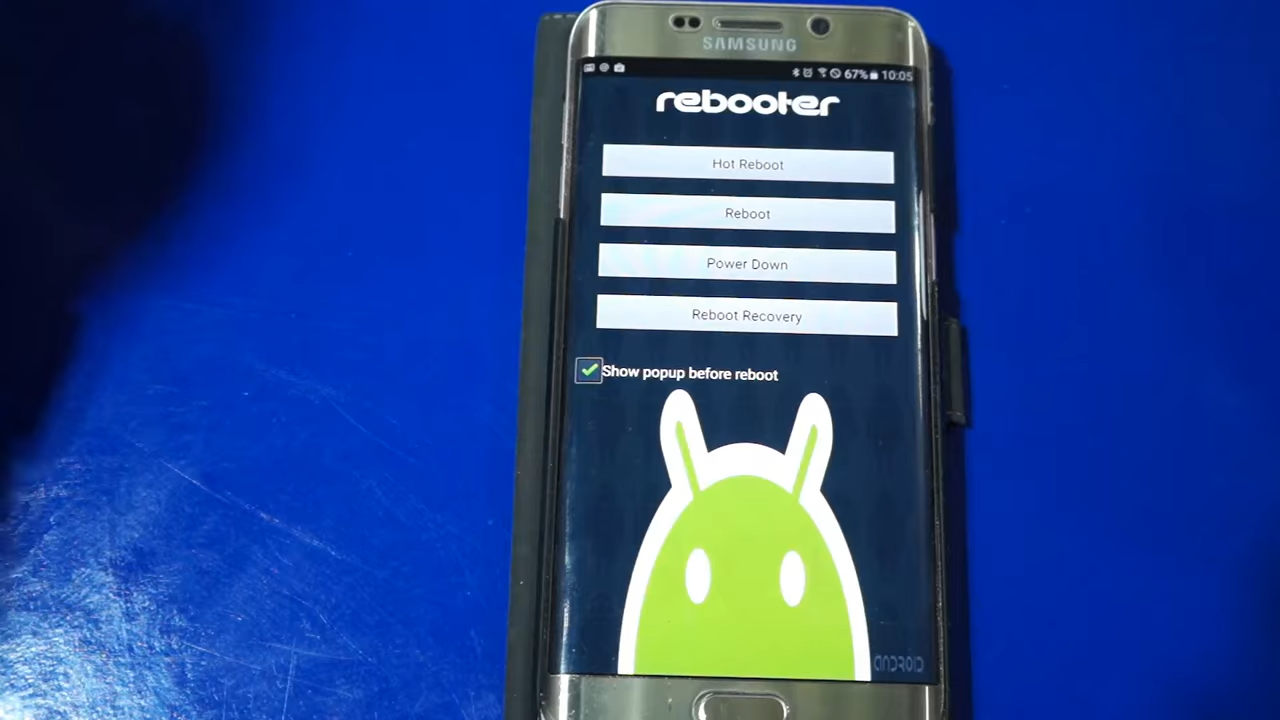 SAMSUNG
67% 10:05
rebooter
Hot Reboot
Reboot
Power Down
Reboot Recovery
Show popup before reboot
ANDROID